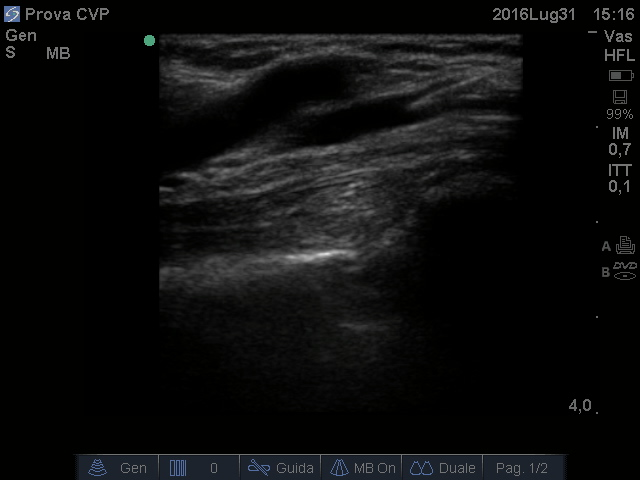 Prova CVP 2016Lug31 15:16
Gen
S MB
Vas
HFL
99%
IM
0,7
ITT
0,1
A
B DVD
4,0
Gen 0 Guida MB On Duale Pag. 1/2